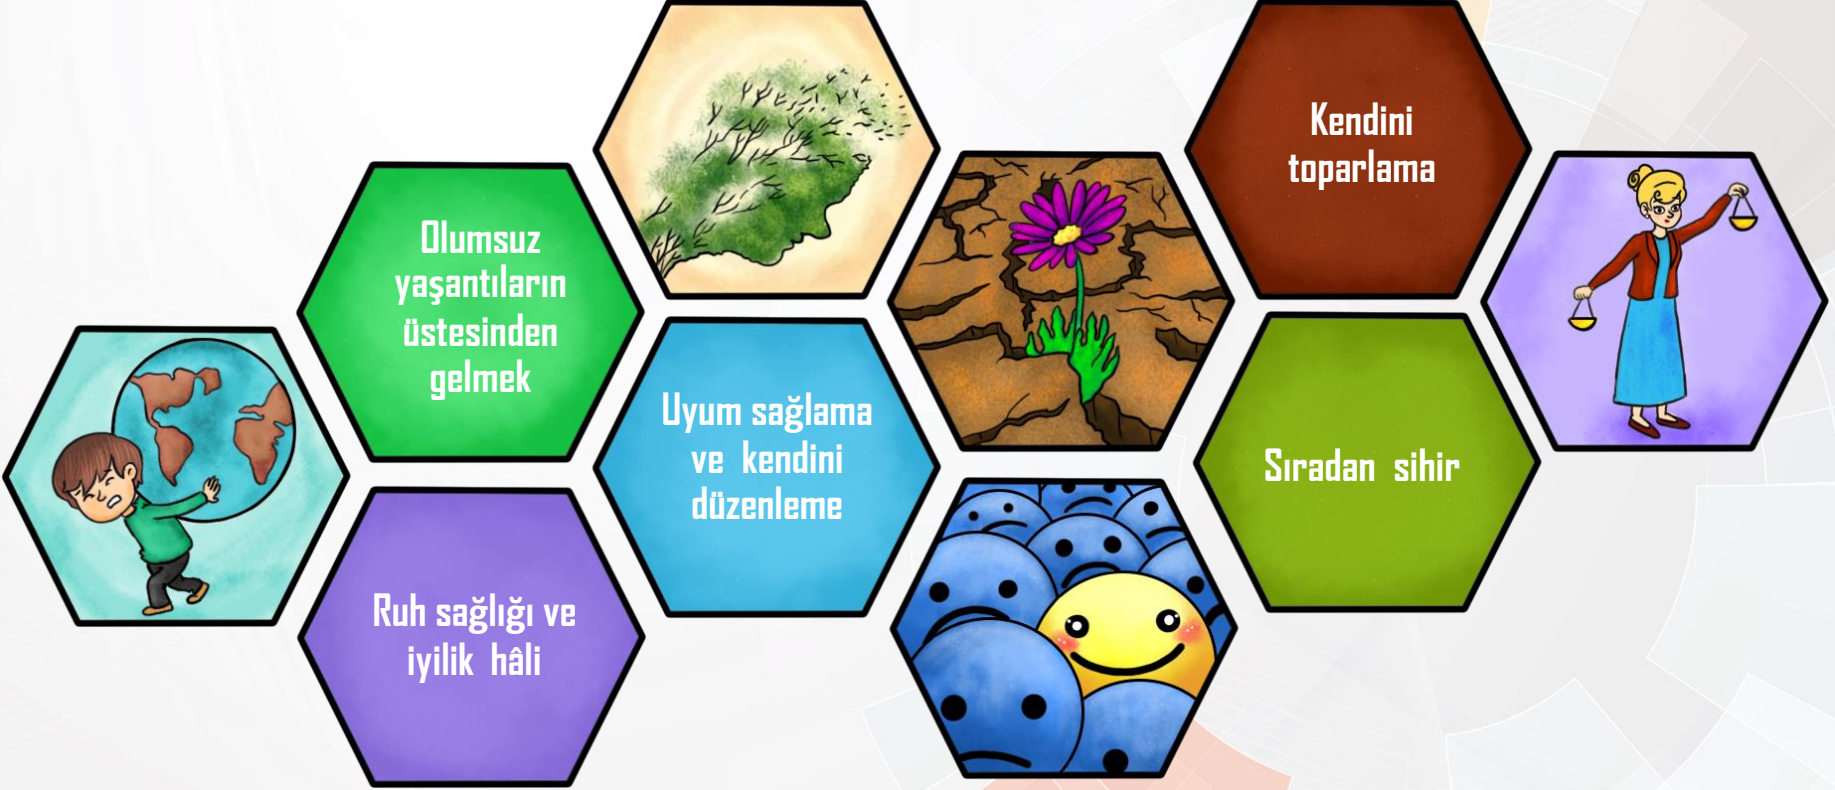 Olumsuz
yaşantıların
üstesinden
gelmek
Ruh sağlığı ve
iyilik hâli
Uyum sağlama
ve kendini
düzenleme
Kendini
toparlama
Sıradan sihir